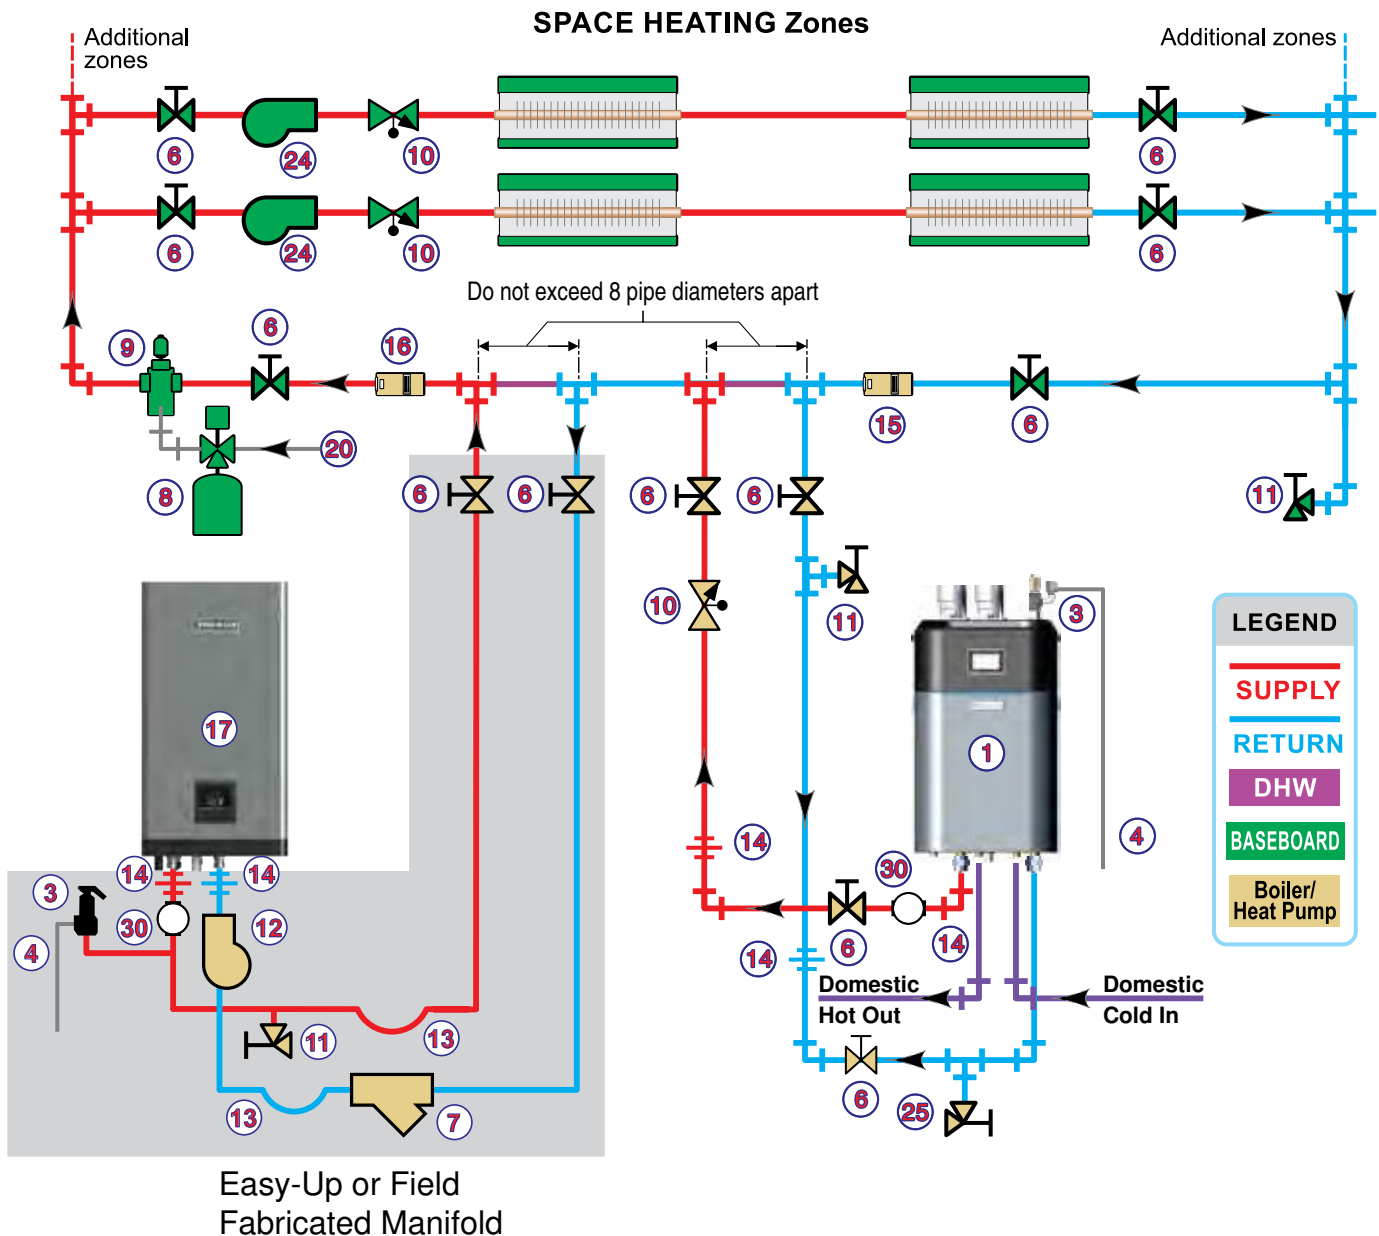 SPACE HEATING Zones
Additional
zones
Additional zones
6
24
10
6
6
24
10
6
Do not exceed 8 pipe diameters apart
9
6
16
15
6
20
8
6
6
6
6
11
10
11
3
17
1
4
14
14
14
30
3
30
12
4
6
14
14
Domestic
Hot Out
Domestic
Cold In
11
13
13
7
6
25
LEGEND
SUPPLY
RETURN
DHW
BASEBOARD
Boiler/
Heat Pump
Easy-Up or Field
Fabricated Manifold